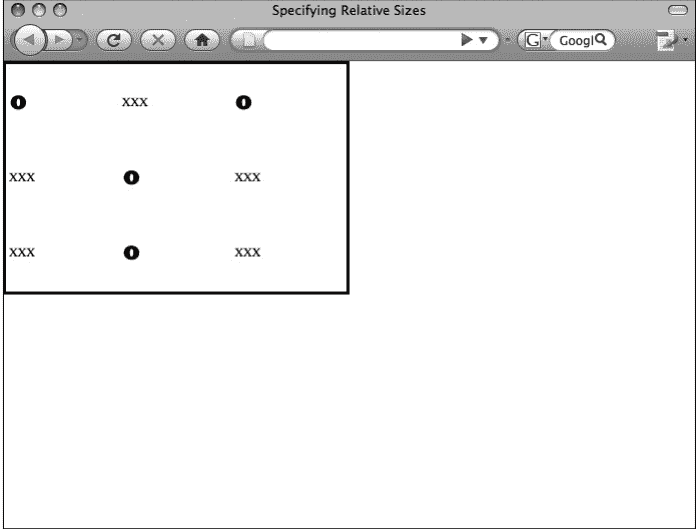 Specifying Relative Sizes
G Googl
O xxx O
xxx O xxx
xxx O xxx